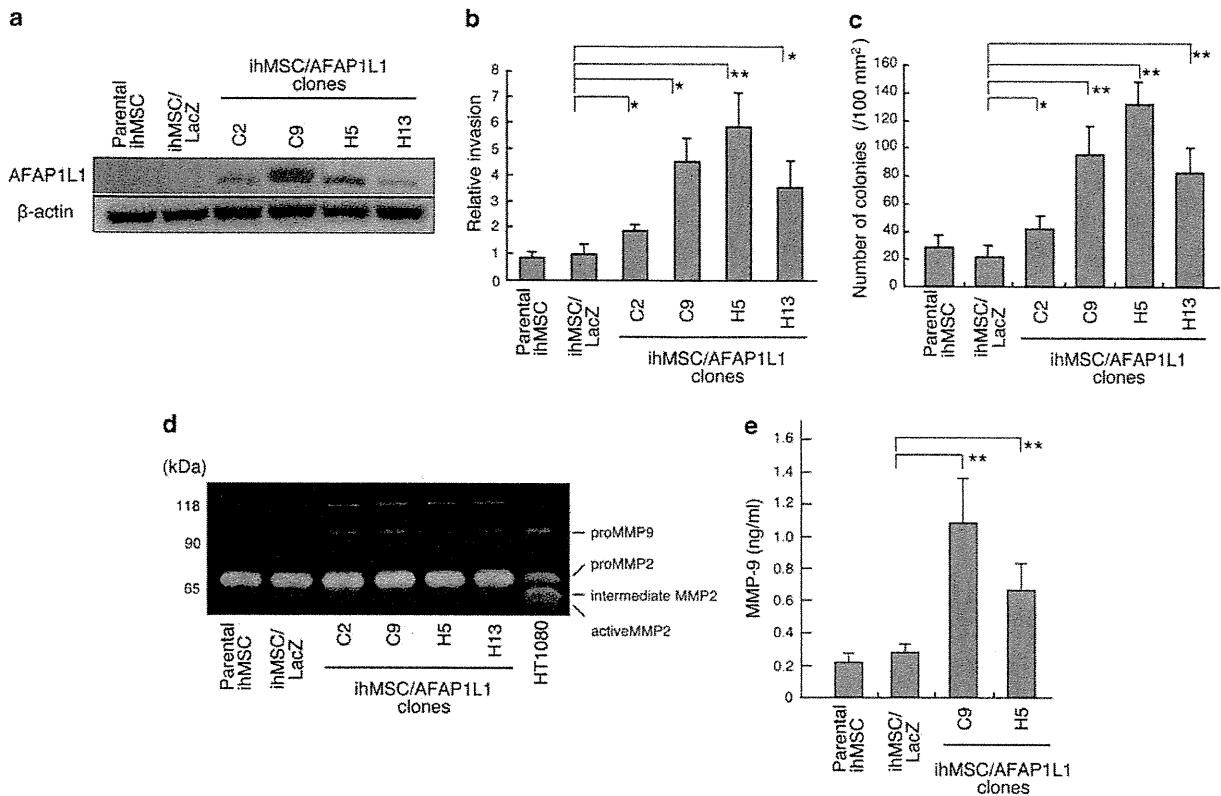 a
ihMSC/AFAP1L1
clones
Parental
ihMSC
ihMSC/
LacZ
C2
C9
H5
H13
AFAP1L1
β-actin
b
Relative invasion
8
7
6
5
4
3
2
1
0
*
*
**
*
Parental
ihMSC
ihMSC/
LacZ
C2
C9
H5
H13
ihMSC/AFAP1L1
clones
c
Number of colonies (/100 mm²)
160
140
120
100
80
60
40
20
0
*
**
**
**
Parental
ihMSC
ihMSC/
LacZ
C2
C9
H5
H13
ihMSC/AFAP1L1
clones
d
(kDa)
118
90
65
proMMP9
proMMP2
intermediate MMP2
activeMMP2
Parental
ihMSC
ihMSC/
LacZ
C2
C9
H5
H13
HT1080
ihMSC/AFAP1L1
clones
e
MMP-9 (ng/ml)
1.6
1.4
1.2
1.0
0.8
0.6
0.4
0.2
0
**
**
Parental
ihMSC
ihMSC/
LacZ
C9
H5
ihMSC/AFAP1L1
clones